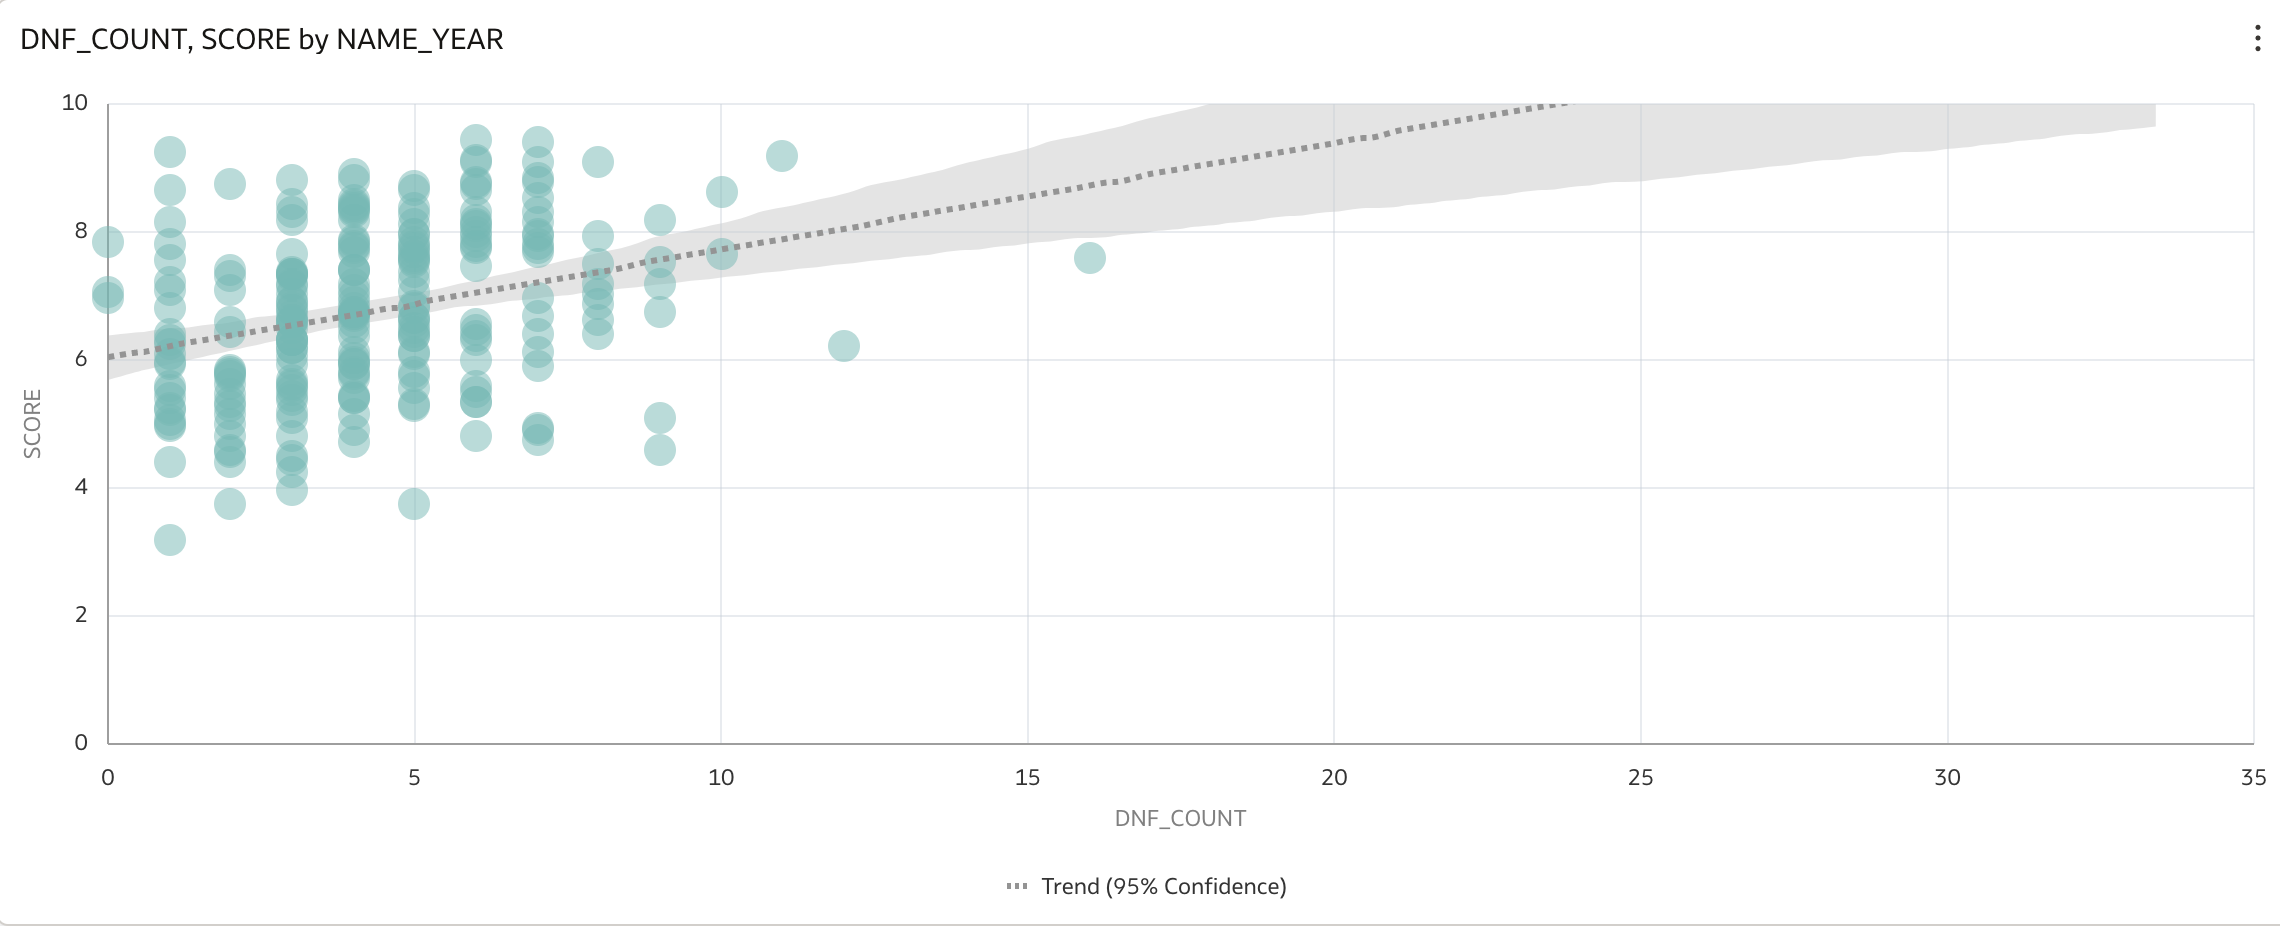 DNF_COUNT, SCORE by NAME_YEAR
10
8
6
4
2
0
SCORE
0 5 10 15 20 25 30 35
DNF_COUNT
Trend (95% Confidence)